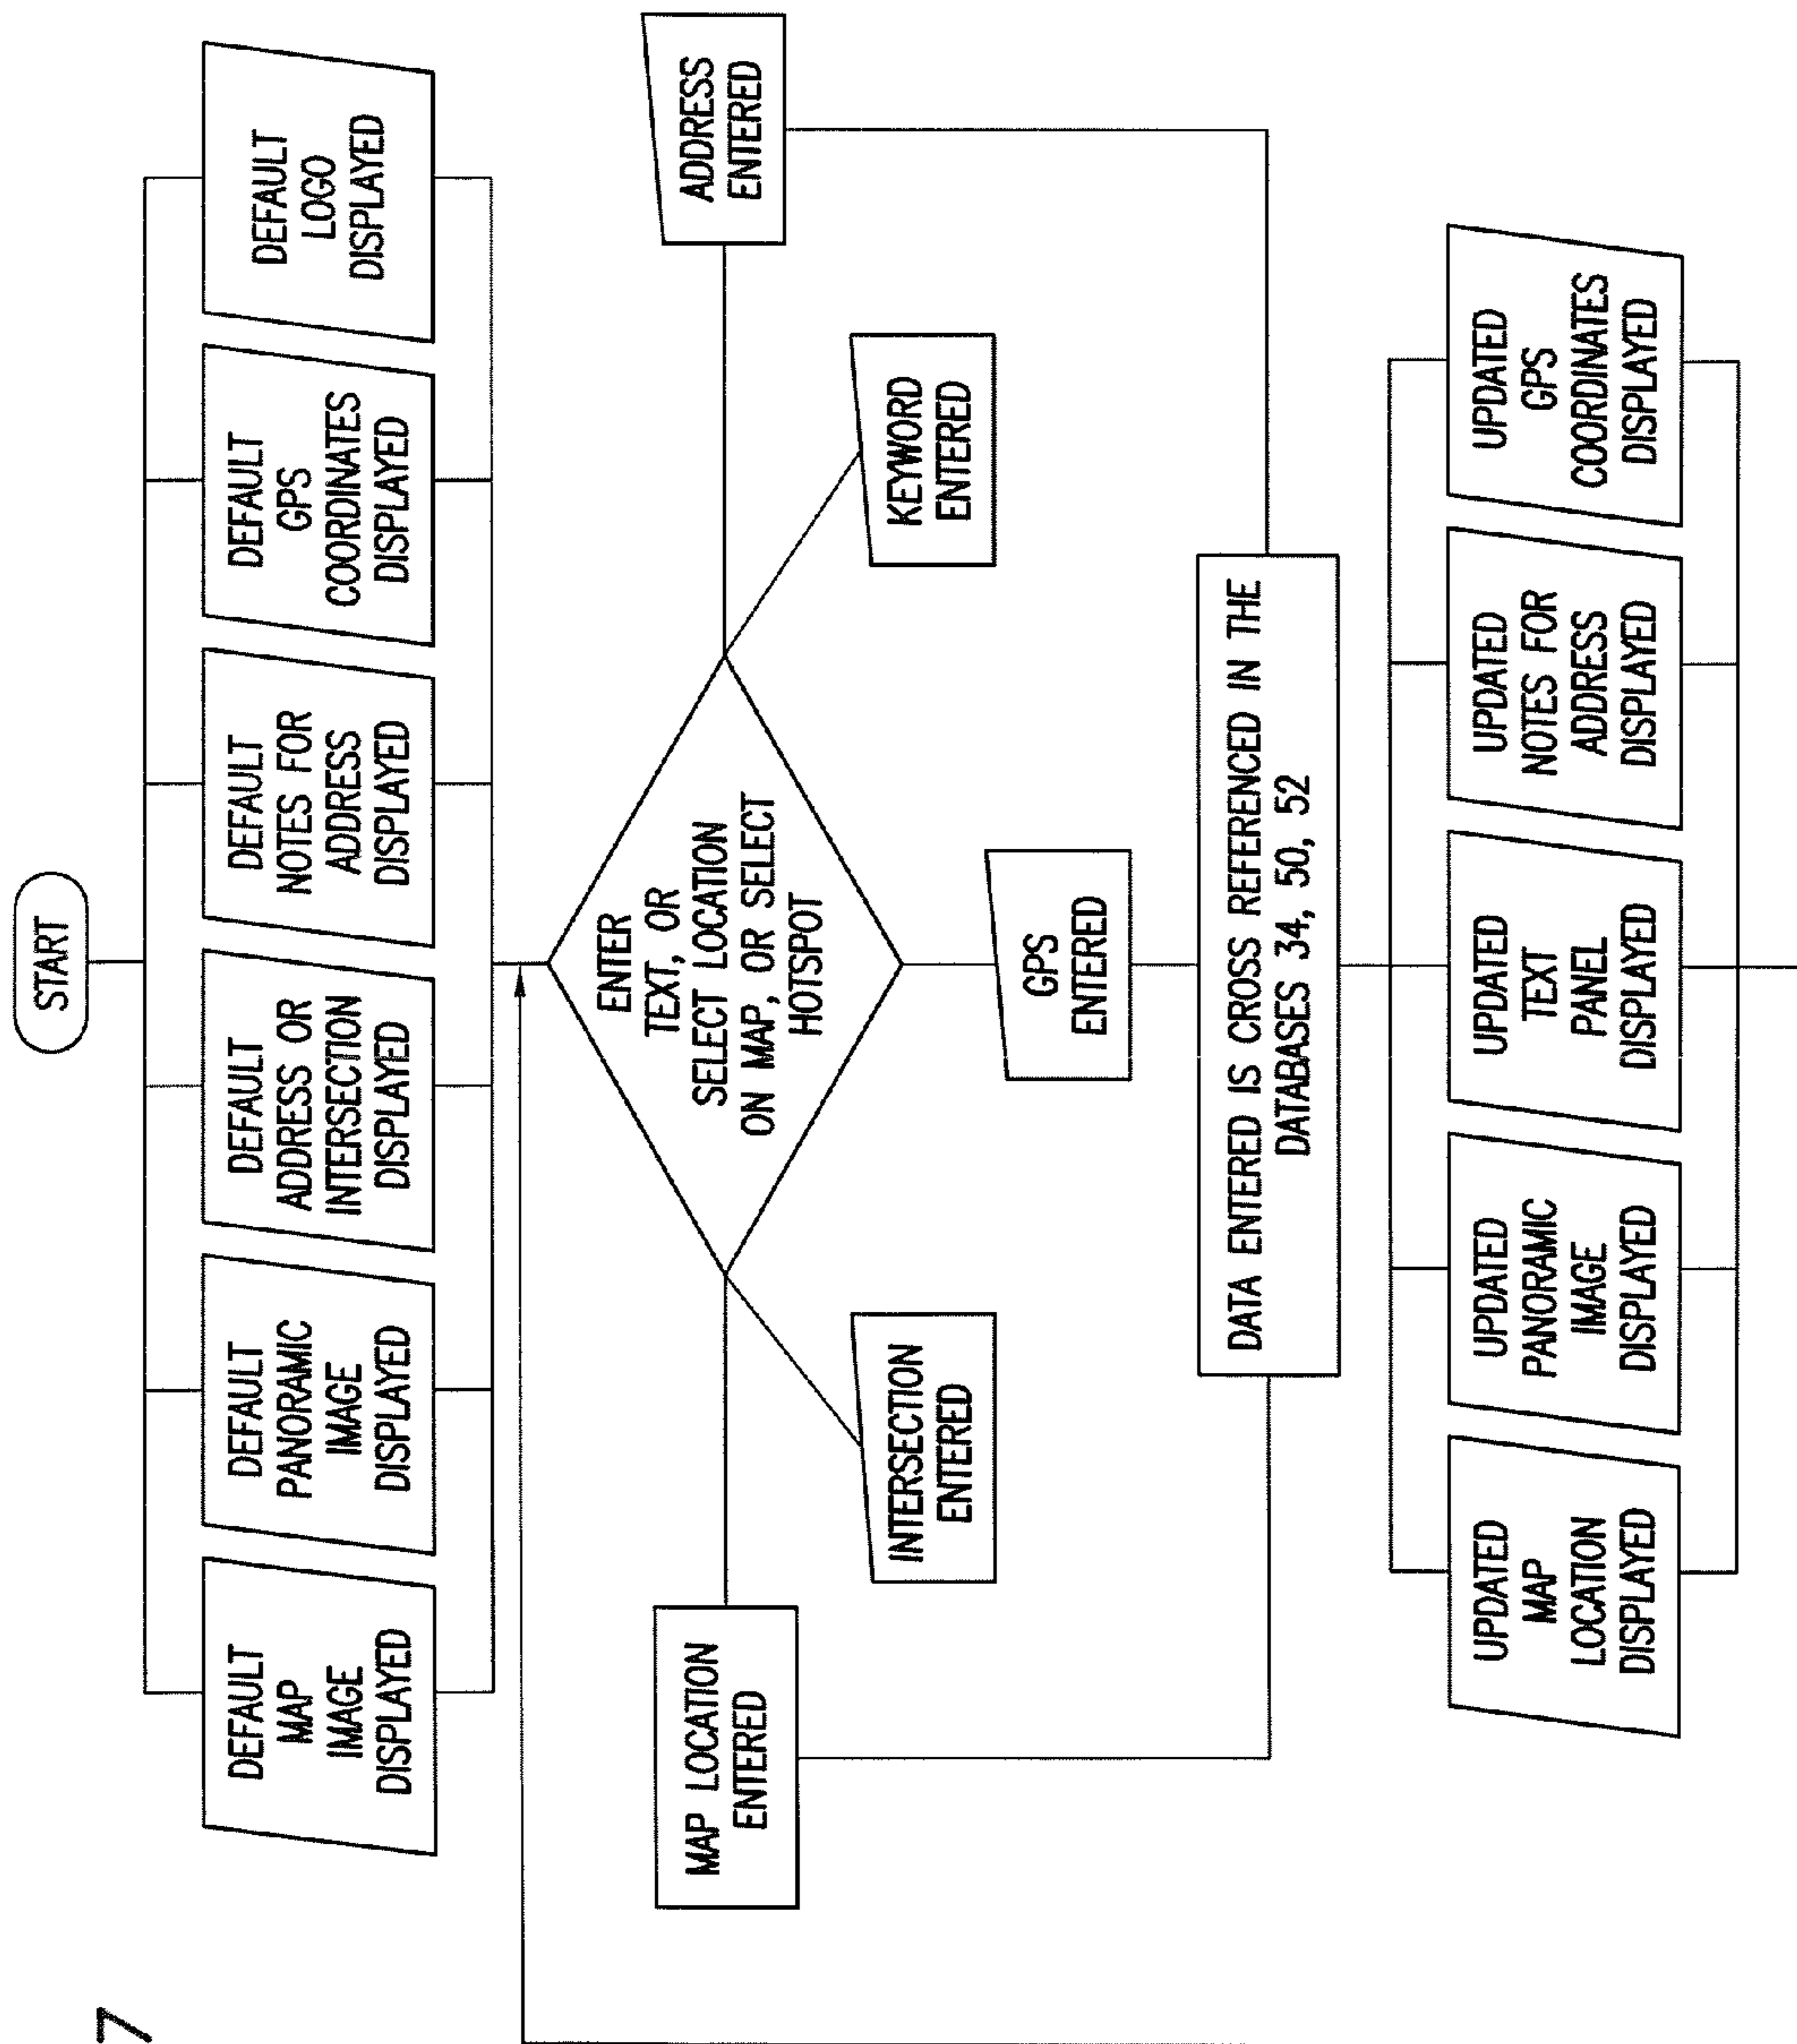 7
START
DEFAULT
MAP
IMAGE
DISPLAYED
DEFAULT
PANORAMIC
IMAGE
DISPLAYED
DEFAULT
ADDRESS OR
INTERSECTION
DISPLAYED
DEFAULT
NOTES FOR
ADDRESS
DISPLAYED
DEFAULT
GPS
COORDINATES
DISPLAYED
DEFAULT
LOGO
DISPLAYED
ENTER
TEXT, OR
SELECT LOCATION
ON MAP, OR SELECT
HOTSPOT
MAP LOCATION
ENTERED
INTERSECTION
ENTERED
GPS
ENTERED
KEYWORD
ENTERED
ADDRESS
ENTERED
DATA ENTERED IS CROSS REFERENCED IN THE
DATABASES 34, 50, 52
UPDATED
MAP
LOCATION
DISPLAYED
UPDATED
PANORAMIC
IMAGE
DISPLAYED
UPDATED
TEXT
PANEL
DISPLAYED
UPDATED
NOTES FOR
ADDRESS
DISPLAYED
UPDATED
GPS
COORDINATES
DISPLAYED